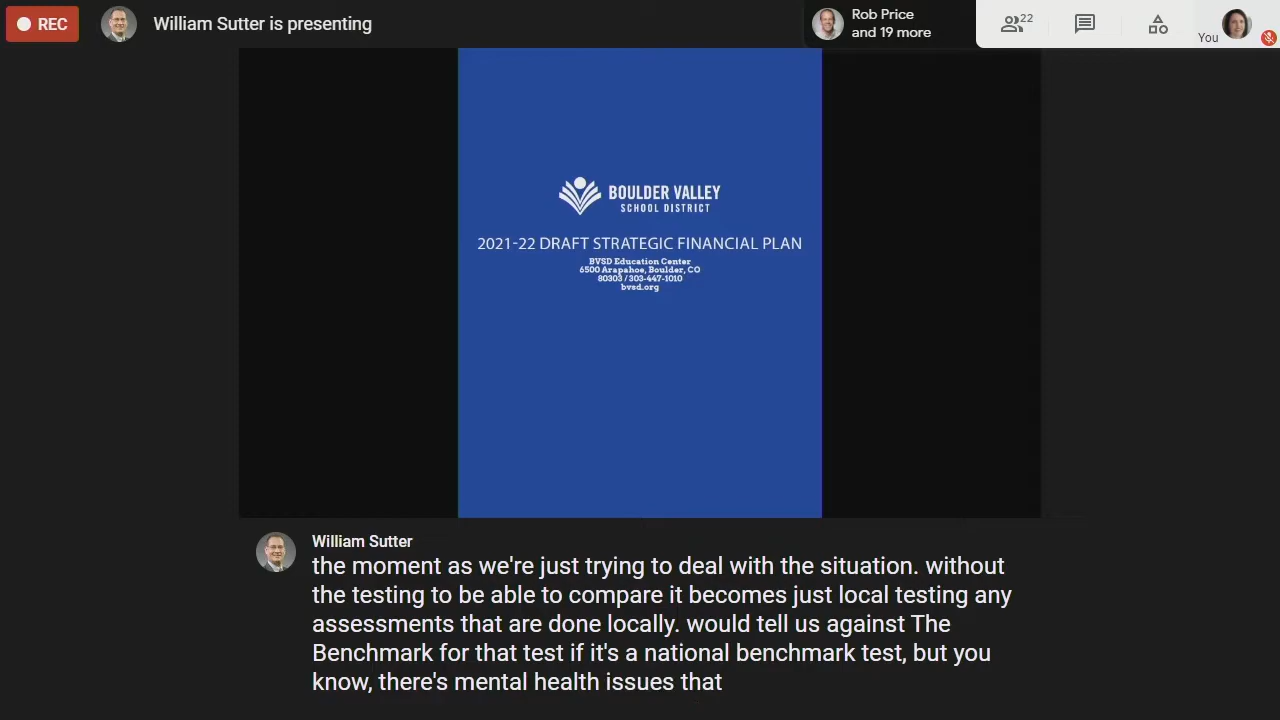 REC
William Sutter is presenting
Rob Price
and 19 more
22
You
BOULDER VALLEY
SCHOOL DISTRICT
2021-22 DRAFT STRATEGIC FINANCIAL PLAN
BVSD Education Center
6500 Arapahoe, Boulder, CO
80303 / 303-447-1010
bvsd.org
William Sutter
the moment as we're just trying to deal with the situation. without
the testing to be able to compare it becomes just local testing any
assessments that are done locally. would tell us against The
Benchmark for that test if it's a national benchmark test, but you
know, there's mental health issues that